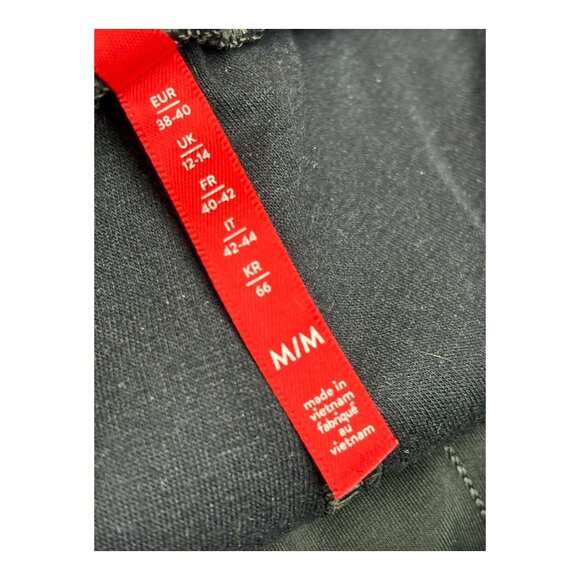 EUR
38-40
UK
12-14
FR
40-42
IT
42-44
KR
66
M/M
made in
vietnam
fabriqué
au
vietnam